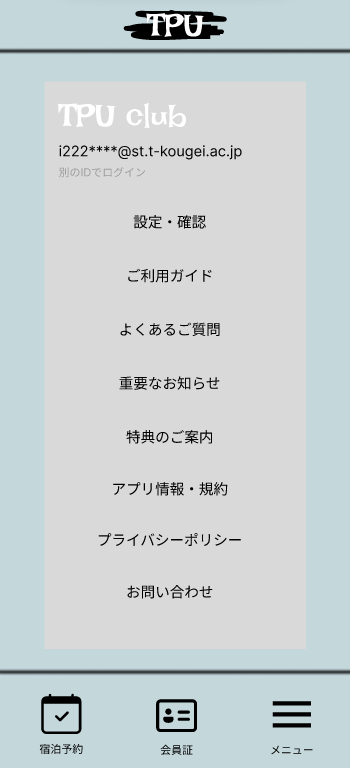 TPU
TPU club
i222****@st.t-kougei.ac.jp
別のIDでログイン
設定・確認
ご利用ガイド
よくあるご質問
重要なお知らせ
特典のご案内
アプリ情報・規約
プライバシーポリシー
お問い合わせ
宿泊予約 会員証 メニュー